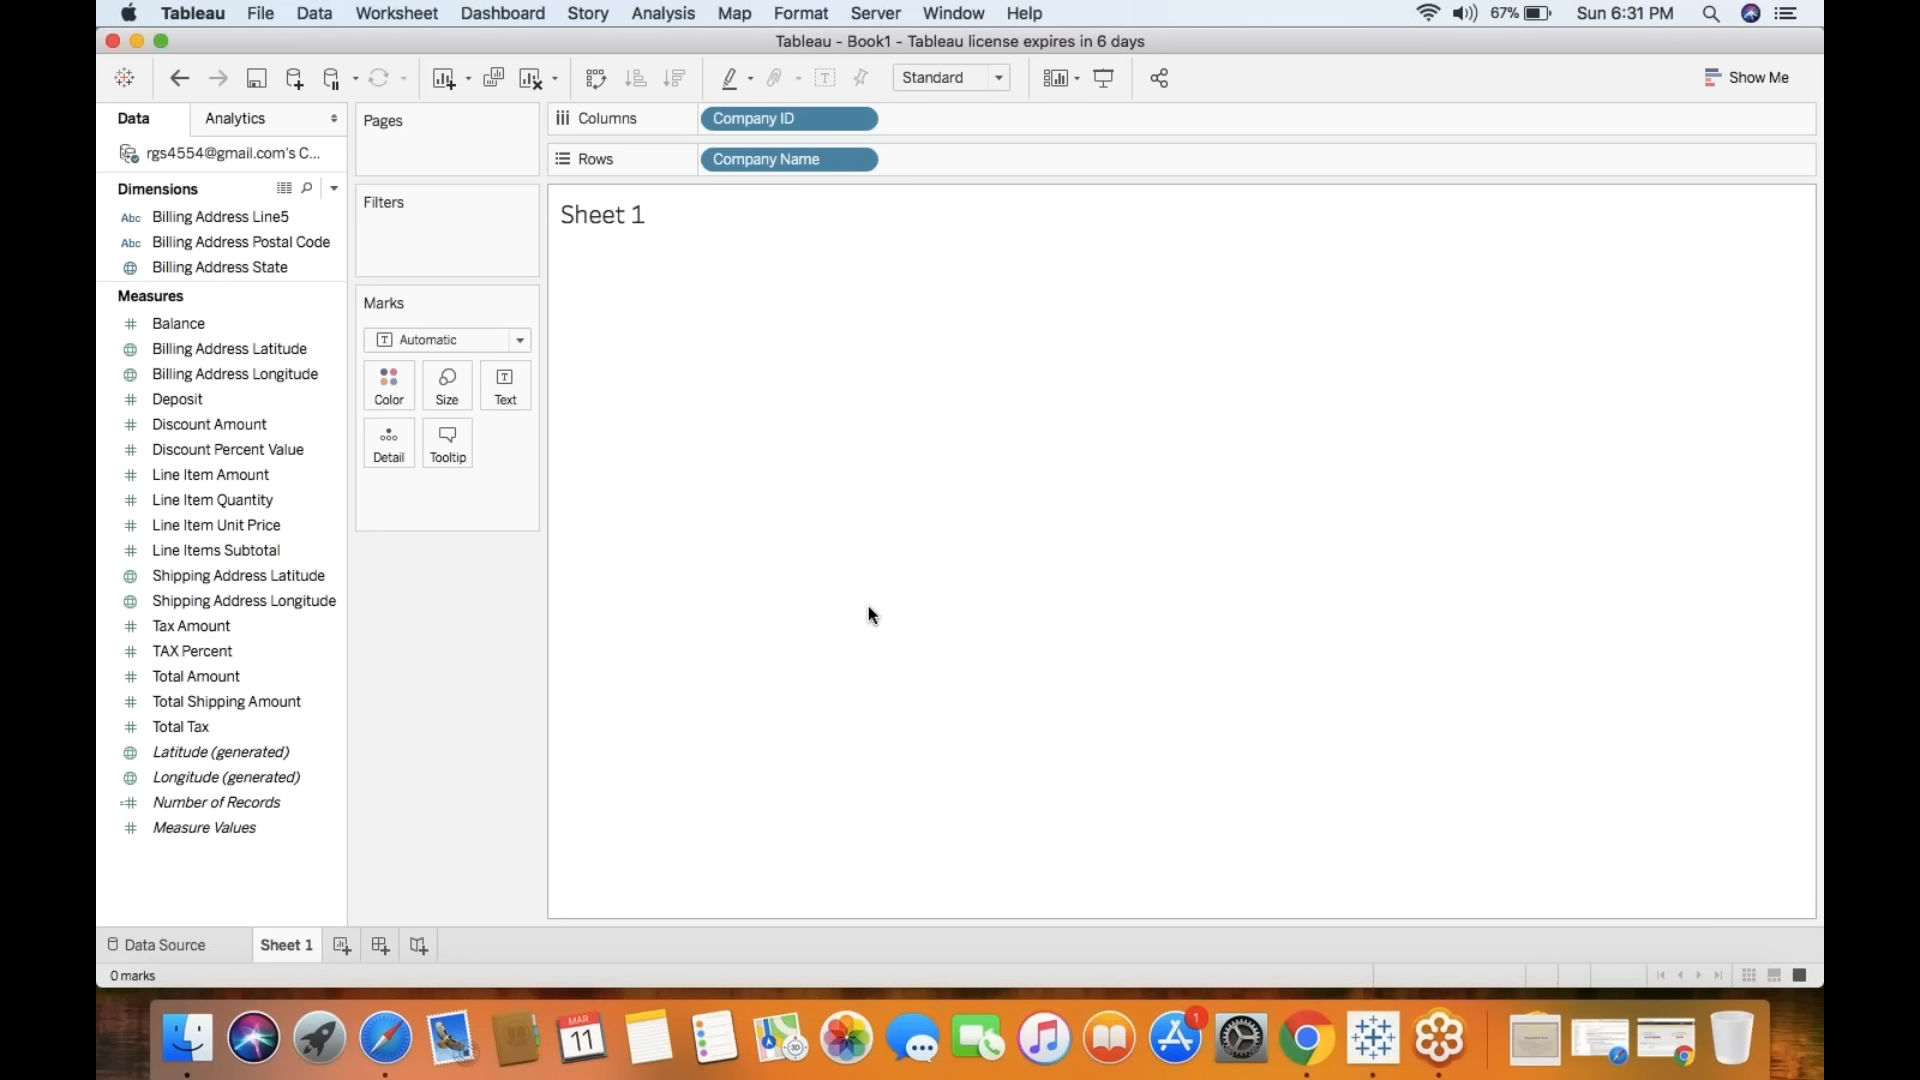 Tableau File Data Worksheet Dashboard Story Analysis Map Format Server Window Help 67% Sun 6:31 PM
Tableau - Book1 - Tableau license expires in 6 days
Standard Show Me
Data Analytics
Pages
Columns Company ID
rgs4554@gmail.com's C...
Rows Company Name
Dimensions
Filters
Sheet 1
Abc Billing Address Line5
Abc Billing Address Postal Code
Billing Address State
Measures
Marks
Balance
Automatic
Billing Address Latitude
Billing Address Longitude
Color Size Text
Deposit
Discount Amount
Discount Percent Value
Detail Tooltip
Line Item Amount
Line Item Quantity
Line Item Unit Price
Line Items Subtotal
Shipping Address Latitude
Shipping Address Longitude
Tax Amount
TAX Percent
Total Amount
Total Shipping Amount
Total Tax
Latitude (generated)
Longitude (generated)
Number of Records
Measure Values
Data Source Sheet 1
0 marks
MAR
11
3D
1